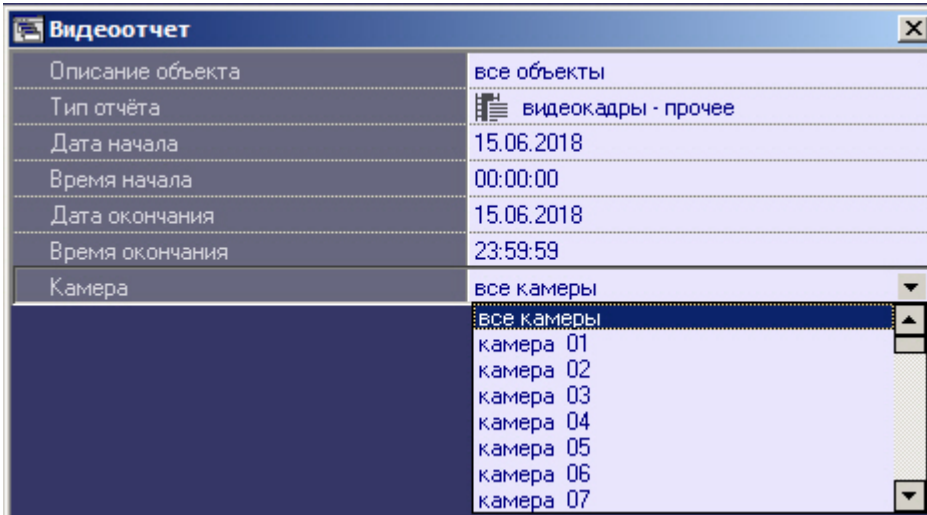 Видеоотчет
Описание объекта все объекты
Тип отчёта видеокадры - прочее
Дата начала 15.06.2018
Время начала 00:00:00
Дата окончания 15.06.2018
Время окончания 23:59:59
Камера все камеры
все камеры
камера 01
камера 02
камера 03
камера 04
камера 05
камера 06
камера 07